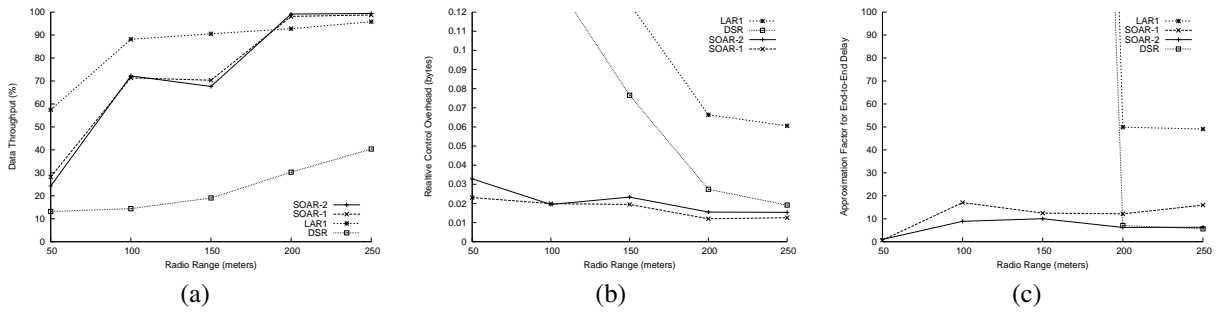 100
90
80
70
60
50
40
30
20
10
0
Data Throughput (%)
SOAR-2
SOAR-1
LAR1
DSR
50 100 150 200 250
Radio Range (meters)
(a)
0.12
0.11
0.1
0.09
0.08
0.07
0.06
0.05
0.04
0.03
0.02
0.01
0
Realtive Control Overhead (bytes)
LAR1
DSR
SOAR-2
SOAR-1
50 100 150 200 250
Radio Range (meters)
(b)
100
90
80
70
60
50
40
30
20
10
0
Approximation Factor for End-to-End Delay
LAR1
SOAR-1
SOAR-2
DSR
50 100 150 200 250
Radio Range (meters)
(c)